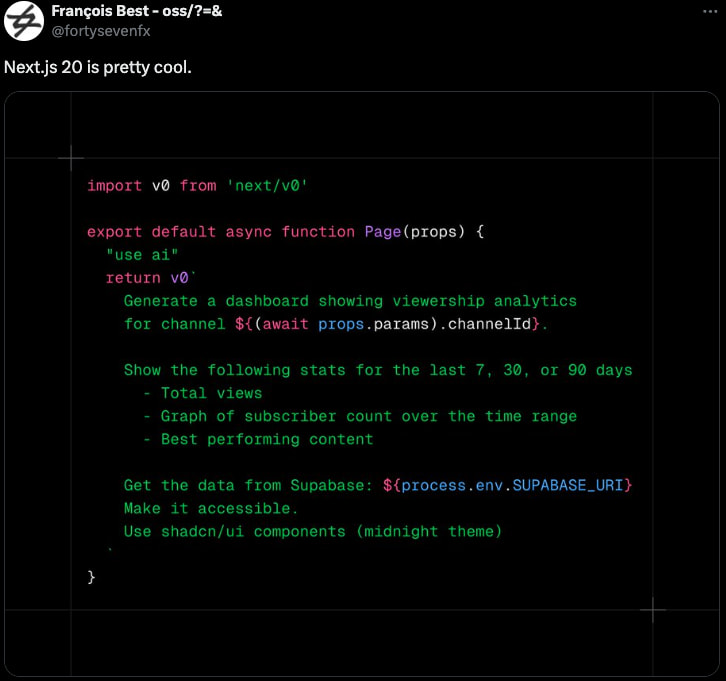 François Best - oss/?=&
@fortysevenfx
Next.js 20 is pretty cool.
import v0 from 'next/v0'
export default async function Page(props) {
"use ai"
return v0`
Generate a dashboard showing viewership analytics
for channel ${(await props.params).channelId}.
Show the following stats for the last 7, 30, or 90 days
- Total views
- Graph of subscriber count over the time range
- Best performing content
Get the data from Supabase: ${process.env.SUPABASE_URI}
Make it accessible.
Use shadcn/ui components (midnight theme)
`
}